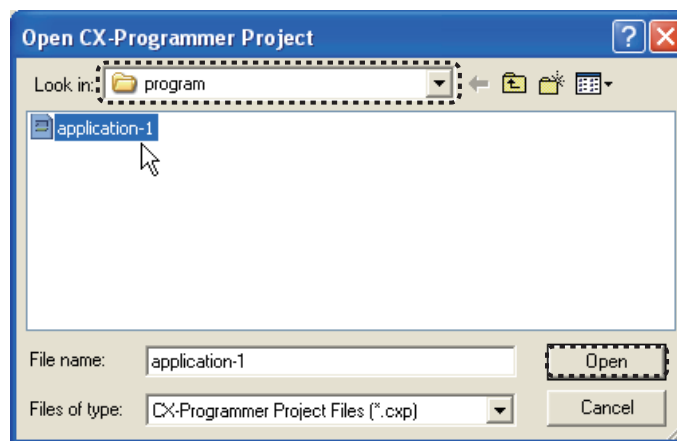 Open CX-Programmer Project
Look in: program
application-1
File name: application-1 Open
Files of type: CX-Programmer Project Files (*.cxp) Cancel